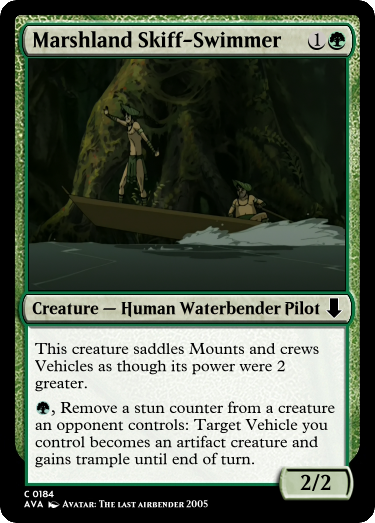 Marshland Skiff-Swimmer 1
Creature — Human Waterbender Pilot
This creature saddles Mounts and crews
Vehicles as though its power were 2
greater.
, Remove a stun counter from a creature
an opponent controls: Target Vehicle you
control becomes an artifact creature and
gains trample until end of turn.
2/2
C 0184
AVA Avatar: The last airbender 2005